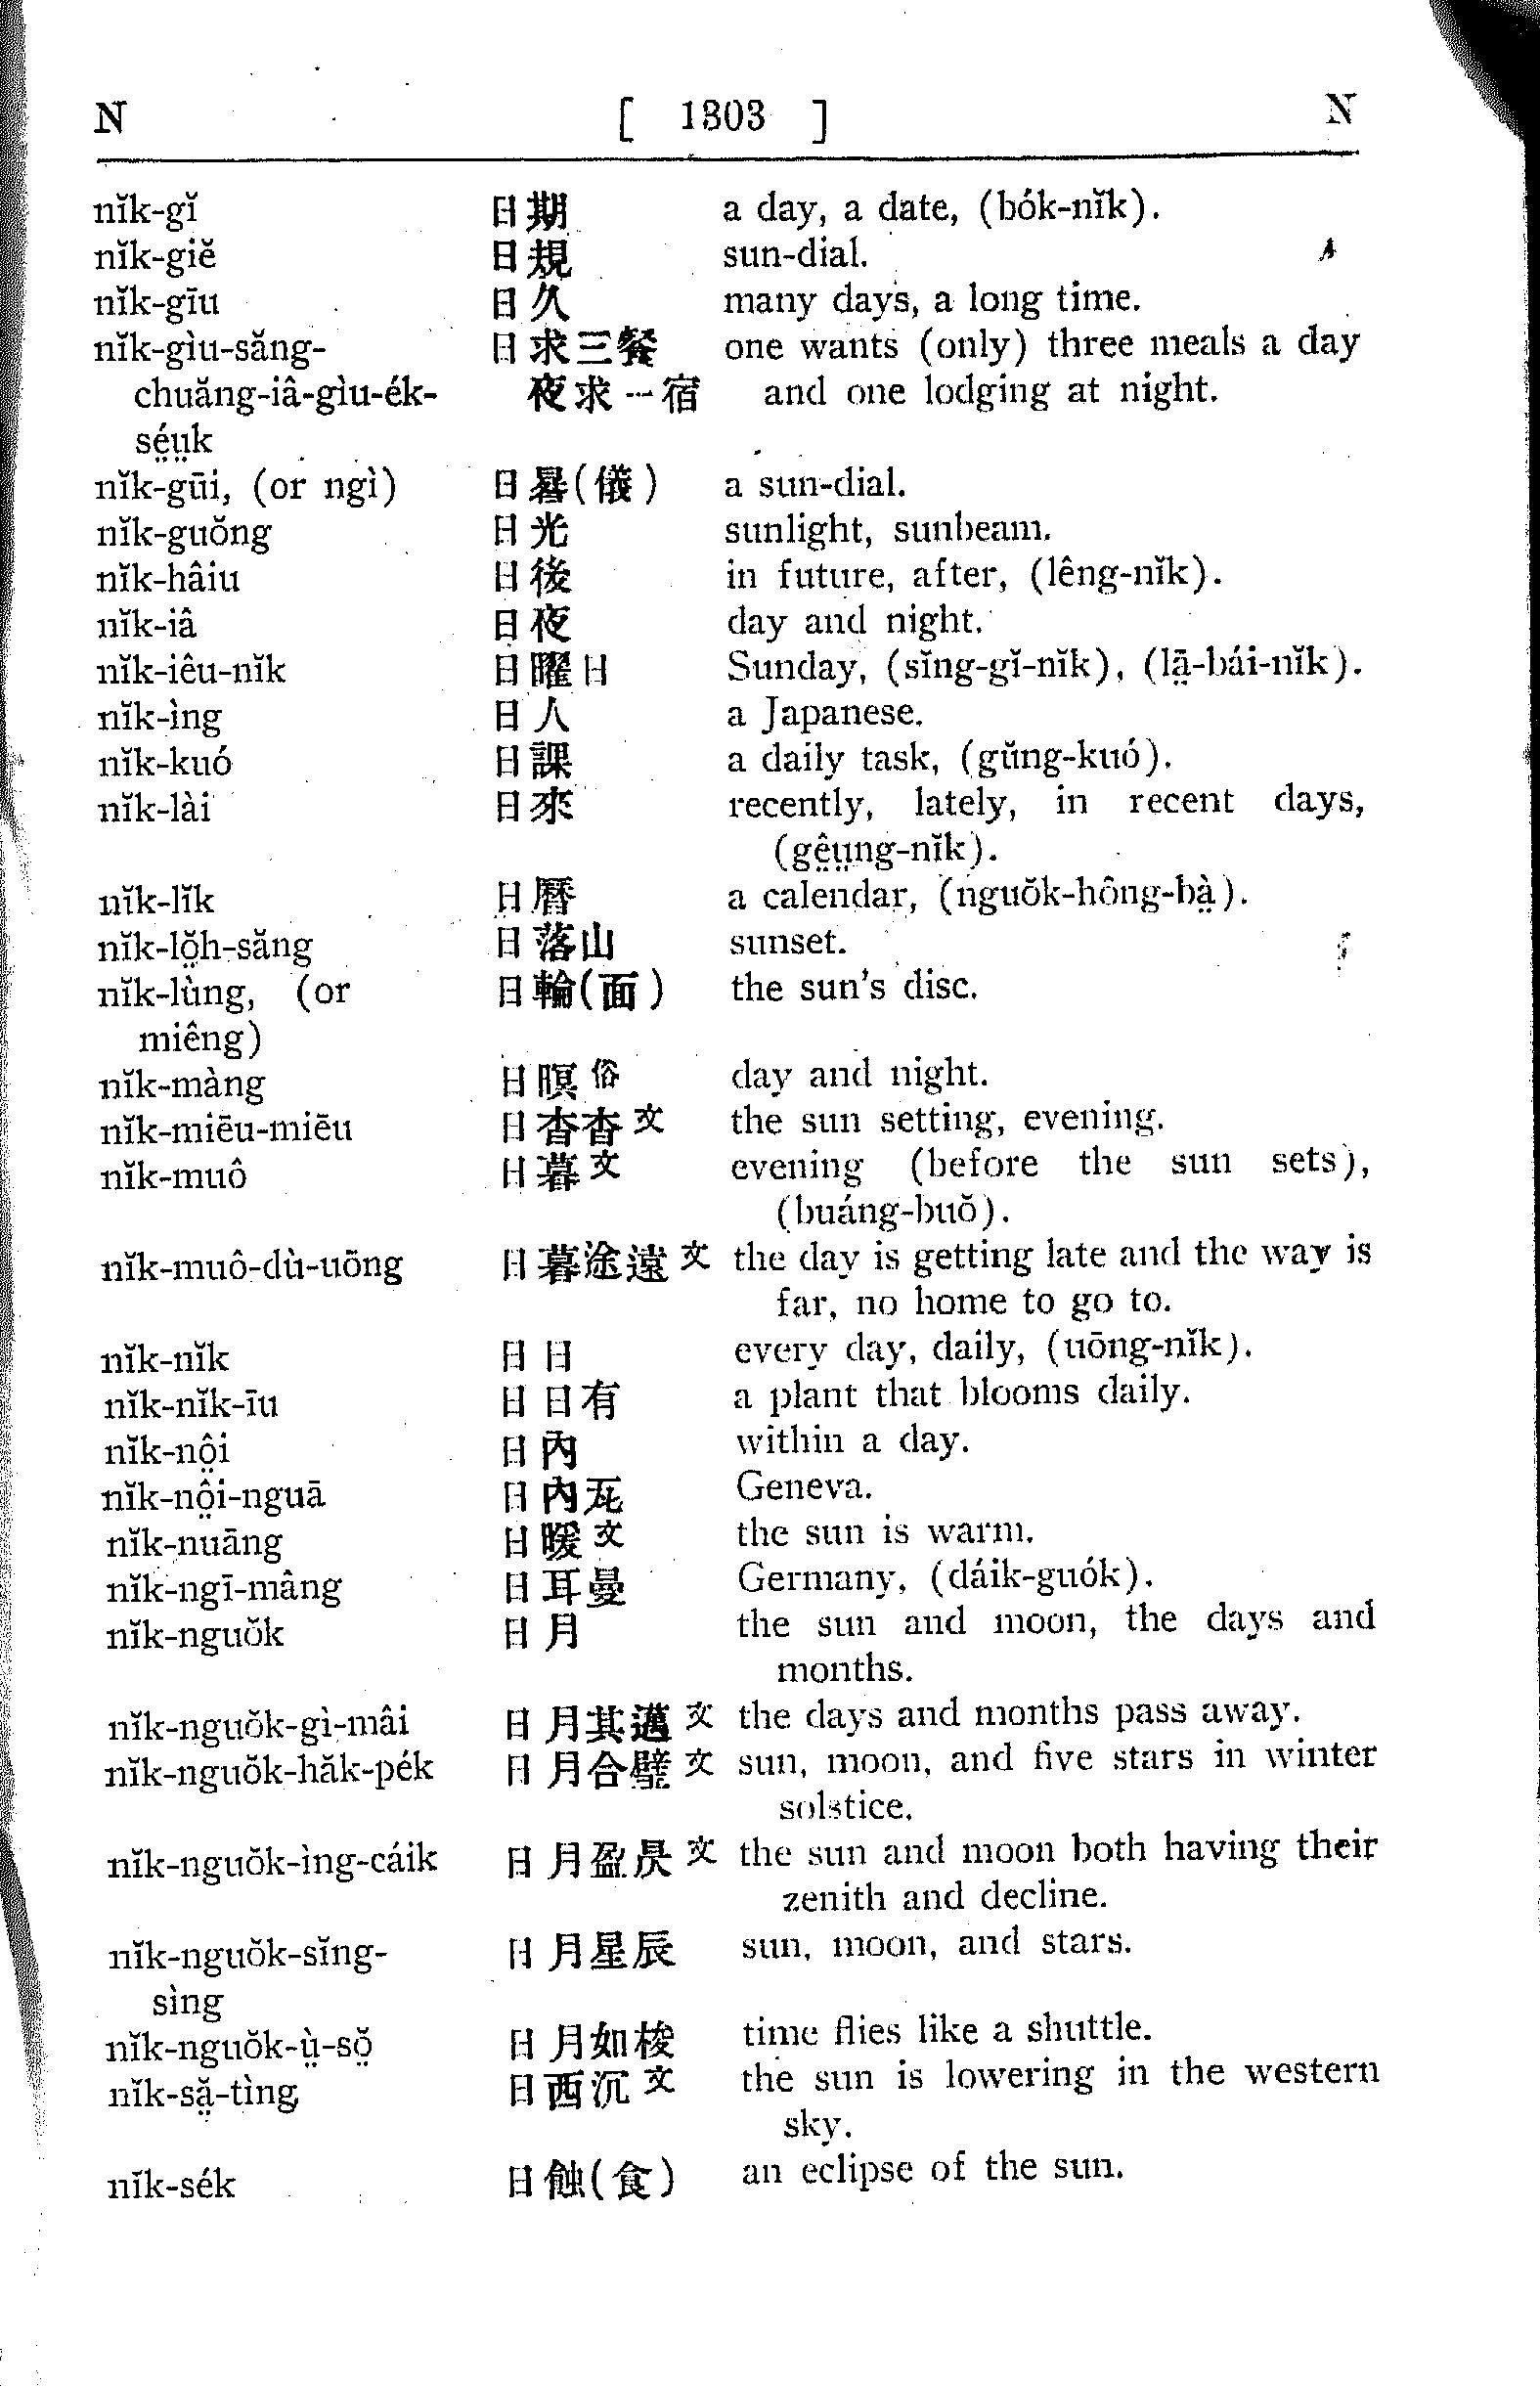 N [ 1303 ] N
nĭk-gĭ 日期 a day, a date, (bók-nĭk).
nĭk-giĕ 日規 sun-dial.
nĭk-gīu 日久 many days, a long time.
nĭk-gìu-săng- 日求三餐 one wants (only) three meals a day
chuăng-iâ-gìu-ék- 夜求一宿 and one lodging at night.
sé̤ṳk
nĭk-gūi, (or ngì) 日晷(儀) a sun-dial.
nĭk-guŏng 日光 sunlight, sunbeam.
nĭk-hâiu 日後 in future, after, (lêng-nĭk).
nĭk-iâ 日夜 day and night.
nĭk-iêu-nĭk 日曜日 Sunday, (sĭng-gĭ-nĭk), (lā̤-bái-nĭk).
nĭk-ìng 日人 a Japanese.
nĭk-kuó 日課 a daily task, (gŭng-kuó).
nĭk-lài 日來 recently, lately, in recent days,
(gê̤ṳng-nĭk).
nĭk-lĭk 日曆 a calendar, (nguŏk-hông-bà̤).
nĭk-lŏ̤h-săng 日落山 sunset.
nĭk-lùng, (or 日輪(面) the sun's disc.
miêng)
nĭk-màng 日暝俗 day and night.
nĭk-miēu-miēu 日杳杳文 the sun setting, evening.
nĭk-muô 日暮文 evening (before the sun sets),
(buáng-buŏ).
nĭk-muô-dù-uōng 日暮途遠文 the day is getting late and the way is
far, no home to go to.
nĭk-nĭk 日日 every day, daily, (uōng-nĭk).
nĭk-nĭk-īu 日日有 a plant that blooms daily.
nĭk-nô̤i 日內 within a day.
nĭk-nô̤i-nguā 日內瓦 Geneva.
nĭk-nuāng 日暖文 the sun is warm.
nĭk-ngī-mâng 日耳曼 Germany, (dáik-guók).
nĭk-nguŏk 日月 the sun and moon, the days and
months.
nĭk-nguŏk-gì-mâi 日月其邁文 the days and months pass away.
nĭk-nguŏk-hăk-pék 日月合璧文 sun, moon, and five stars in winter
solstice.
nĭk-nguŏk-ìng-cáik 日月盈昃文 the sun and moon both having their
zenith and decline.
nĭk-nguŏk-sĭng- 日月星辰 sun, moon, and stars.
sìng
nĭk-nguŏk-ṳ̀-sŏ̤ 日月如梭 time flies like a shuttle.
nĭk-să̤-tìng 日西沉文 the sun is lowering in the western
sky.
nĭk-sék 日蝕(食) an eclipse of the sun.